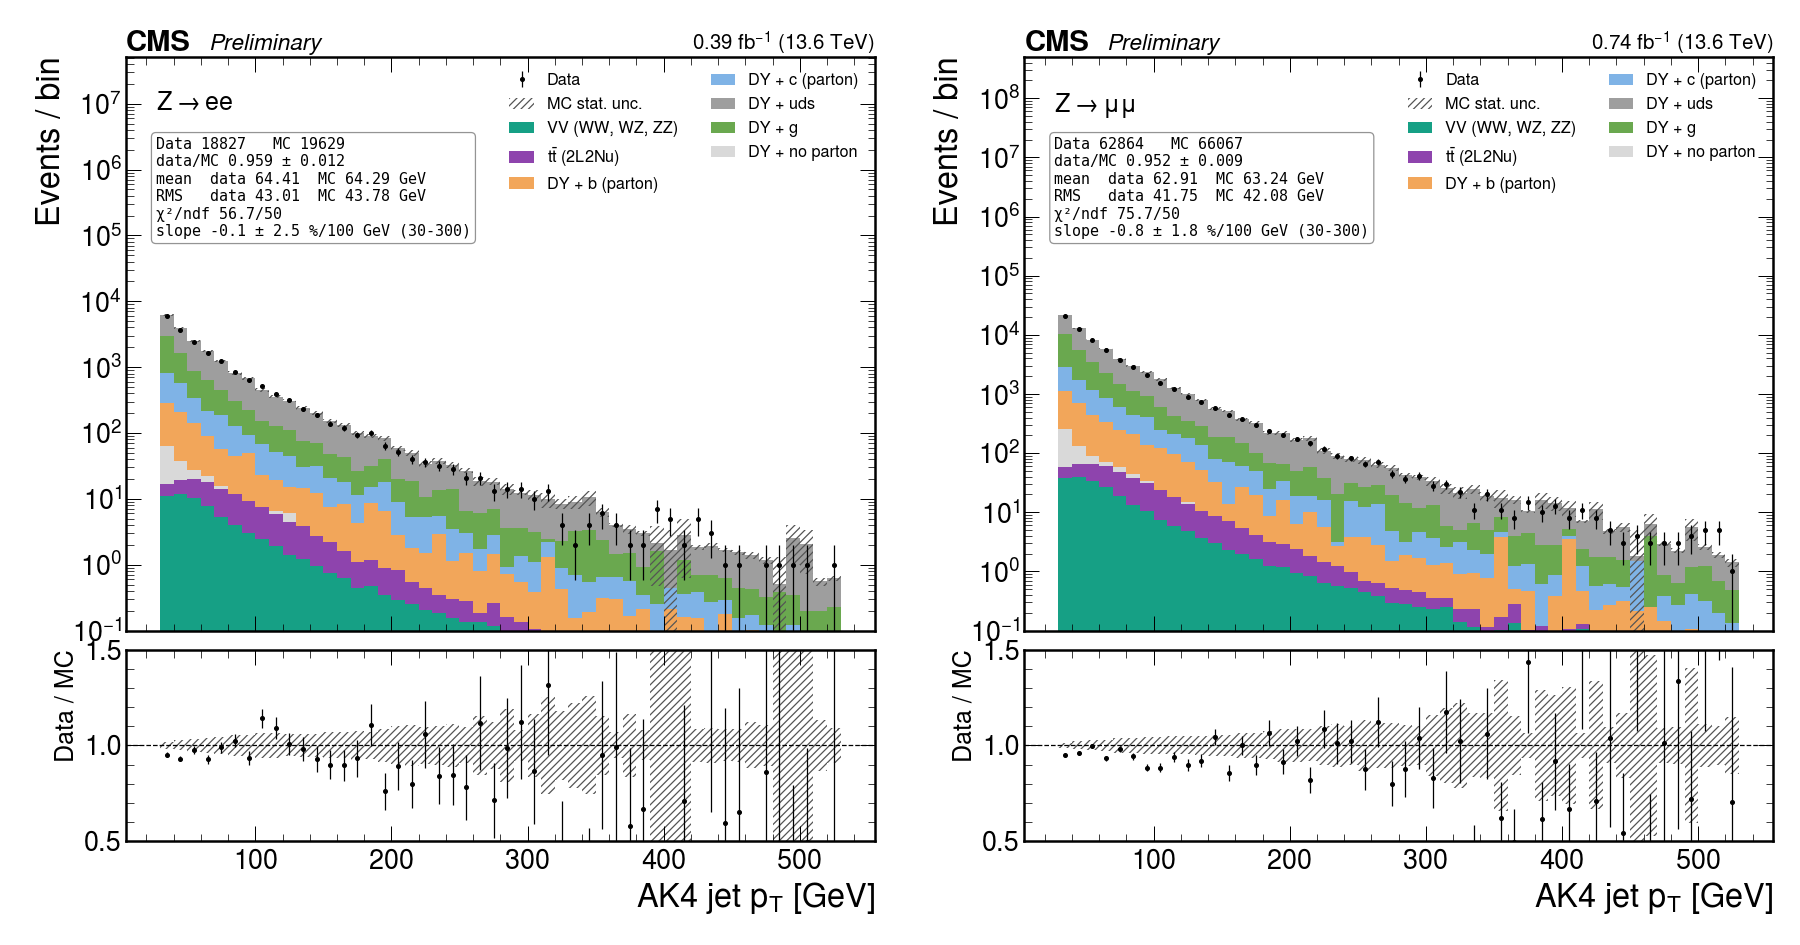 CMS Preliminary 0.39 fb⁻¹ (13.6 TeV)
Events / bin
Z → ee
Data 18827   MC 19629
data/MC 0.959 ± 0.012
mean  data 64.41  MC 64.29 GeV
RMS   data 43.01  MC 43.78 GeV
χ²/ndf 56.7/50
slope -0.1 ± 2.5 %/100 GeV (30-300)
Data
MC stat. unc.
VV (WW, WZ, ZZ)
tt̄ (2L2Nu)
DY + b (parton)
DY + c (parton)
DY + uds
DY + g
DY + no parton
10⁷
10⁶
10⁵
10⁴
10³
10²
10¹
10⁰
10⁻¹
Data / MC
1.5
1.0
0.5
100 200 300 400 500
AK4 jet p_T [GeV]
CMS Preliminary 0.74 fb⁻¹ (13.6 TeV)
Events / bin
Z → μμ
Data 62864   MC 66067
data/MC 0.952 ± 0.009
mean  data 62.91  MC 63.24 GeV
RMS   data 41.75  MC 42.08 GeV
χ²/ndf 75.7/50
slope -0.8 ± 1.8 %/100 GeV (30-300)
Data
MC stat. unc.
VV (WW, WZ, ZZ)
tt̄ (2L2Nu)
DY + b (parton)
DY + c (parton)
DY + uds
DY + g
DY + no parton
10⁸
10⁷
10⁶
10⁵
10⁴
10³
10²
10¹
10⁰
10⁻¹
Data / MC
1.5
1.0
0.5
100 200 300 400 500
AK4 jet p_T [GeV]